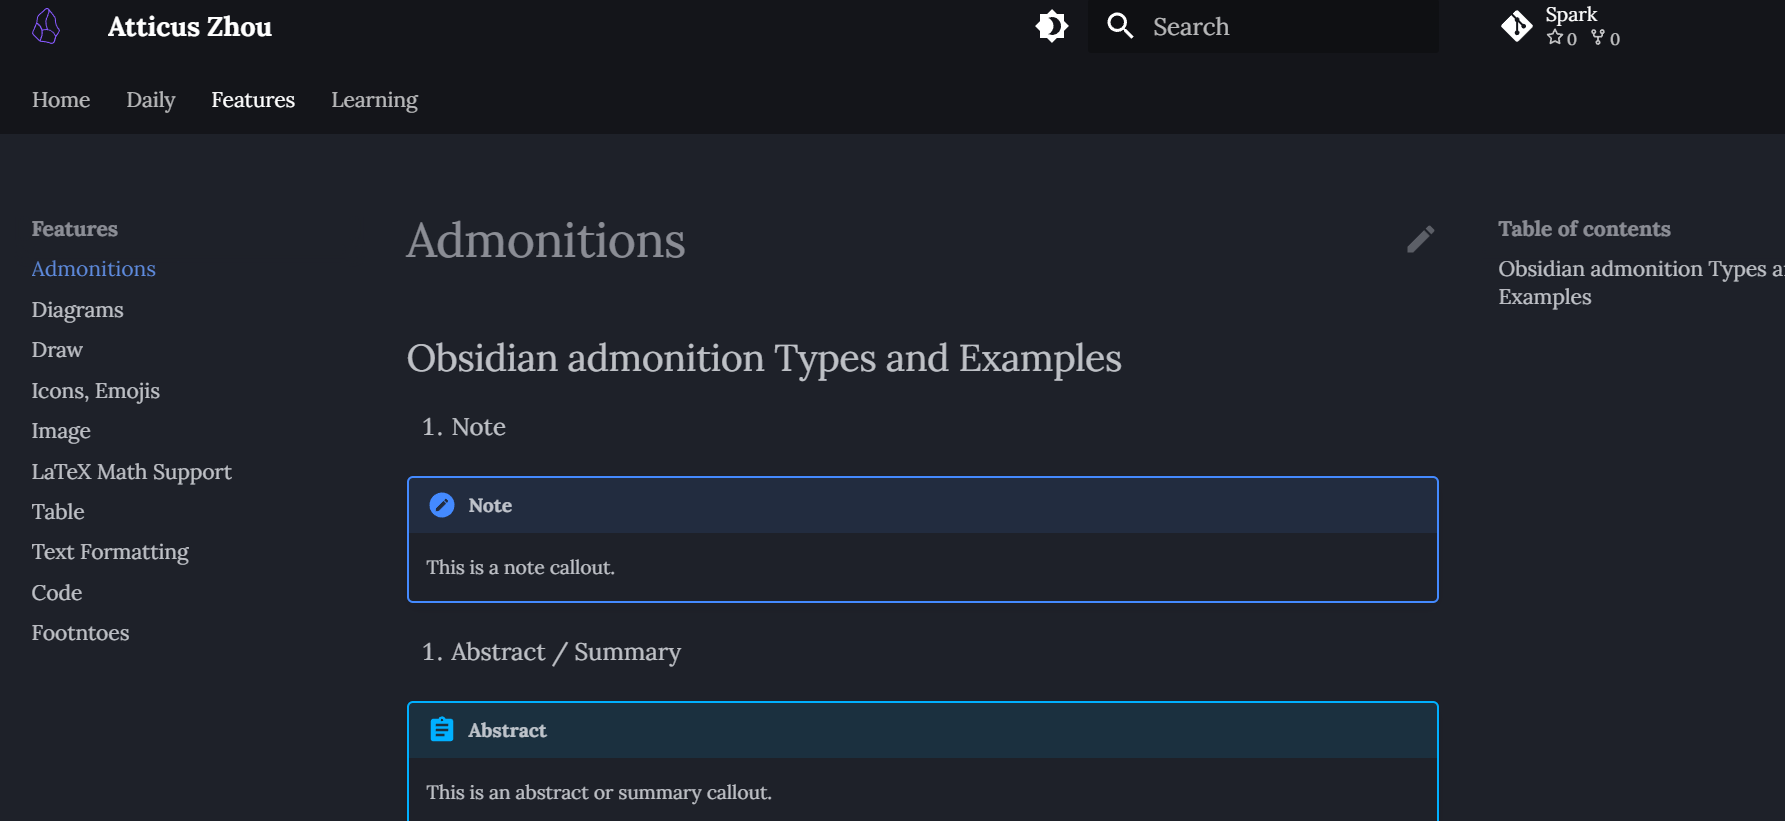 Atticus Zhou
Search
Spark
0 0
Home Daily Features Learning
Features
Admonitions
Diagrams
Draw
Icons, Emojis
Image
LaTeX Math Support
Table
Text Formatting
Code
Footntoes
Admonitions
Obsidian admonition Types and Examples
1. Note
Note
This is a note callout.
1. Abstract / Summary
Abstract
This is an abstract or summary callout.
Table of contents
Obsidian admonition Types a
Examples